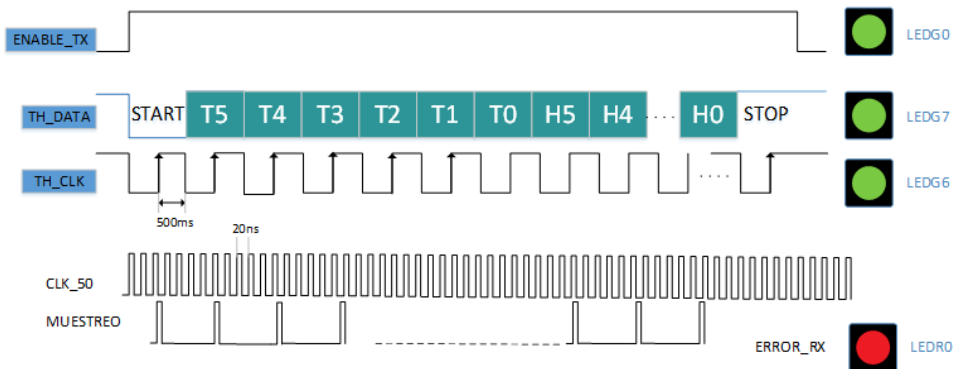 ENABLE_TX LEDG0
TH_DATA START T5 T4 T3 T2 T1 T0 H5 H4 .... H0 STOP LEDG7
TH_CLK .... LEDG6
500ms
20ns
CLK_50
MUESTREO
ERROR_RX LEDR0